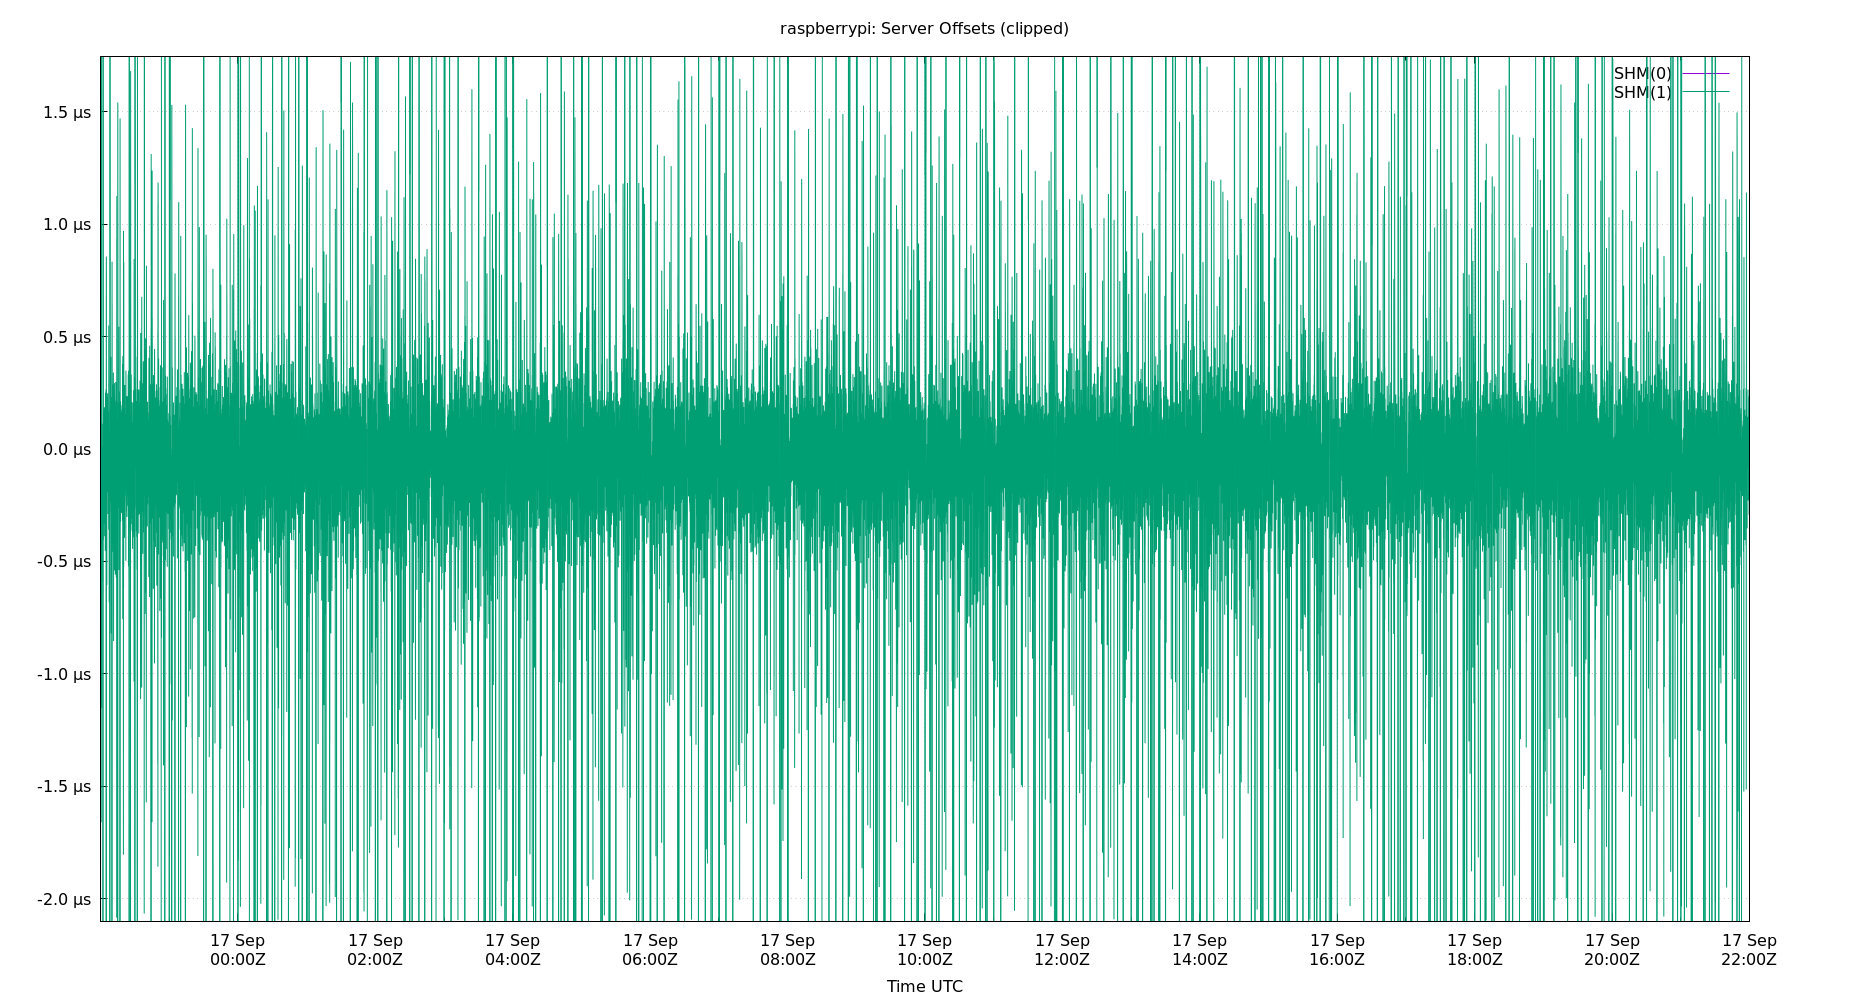 raspberrypi: Server Offsets (clipped)
SHM(0)
SHM(1)
1.5 µs
1.0 µs
0.5 µs
0.0 µs
-0.5 µs
-1.0 µs
-1.5 µs
-2.0 µs
17 Sep 17 Sep 17 Sep 17 Sep 17 Sep 17 Sep 17 Sep 17 Sep 17 Sep 17 Sep 17 Sep 17 Sep
00:00Z 02:00Z 04:00Z 06:00Z 08:00Z 10:00Z 12:00Z 14:00Z 16:00Z 18:00Z 20:00Z 22:00Z
Time UTC